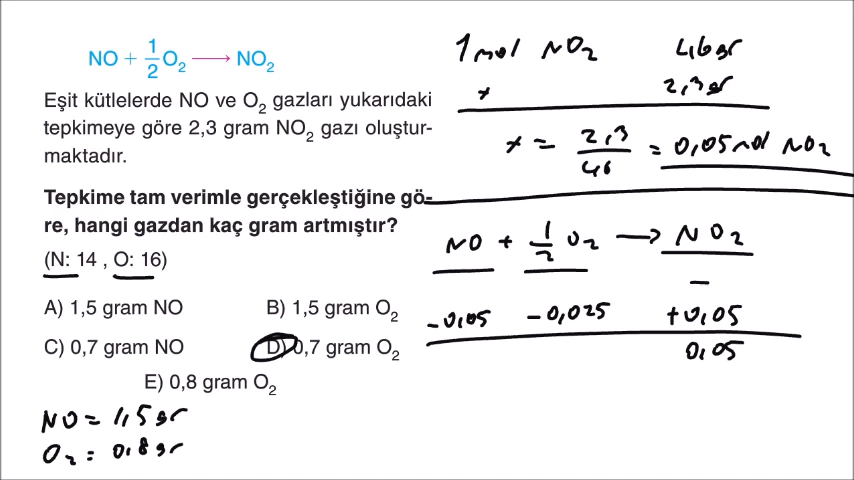 NO + 1/2 O₂ → NO₂
Eşit kütlelerde NO ve O₂ gazları yukarıdaki
tepkimeye göre 2,3 gram NO₂ gazı oluştur-
maktadır.
Tepkime tam verimle gerçekleştiğine gö-
re, hangi gazdan kaç gram artmıştır?
(N: 14 , O: 16)
A) 1,5 gram NO B) 1,5 gram O₂
C) 0,7 gram NO D) 0,7 gram O₂
E) 0,8 gram O₂
NO = 1,5 gr
O₂ = 0,8 gr
1 mol NO₂ 46 gr
x 2,3 gr
x = 2,3/46 = 0,05 mol NO₂
NO + 1/2 O₂ → NO₂
–
-0,05 -0,025 +0,05
0,05